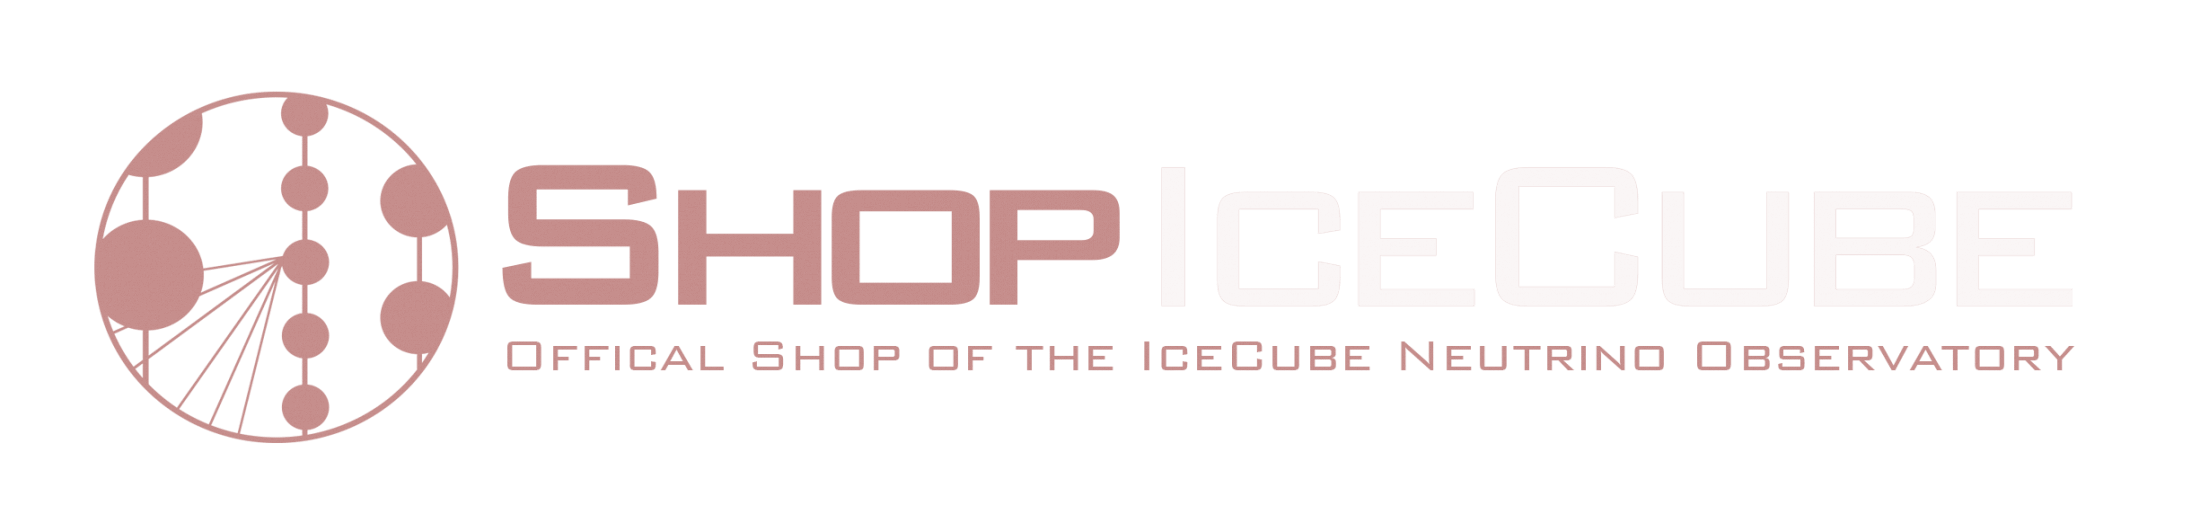 Shop IceCube
Offical Shop of the IceCube Neutrino Observatory